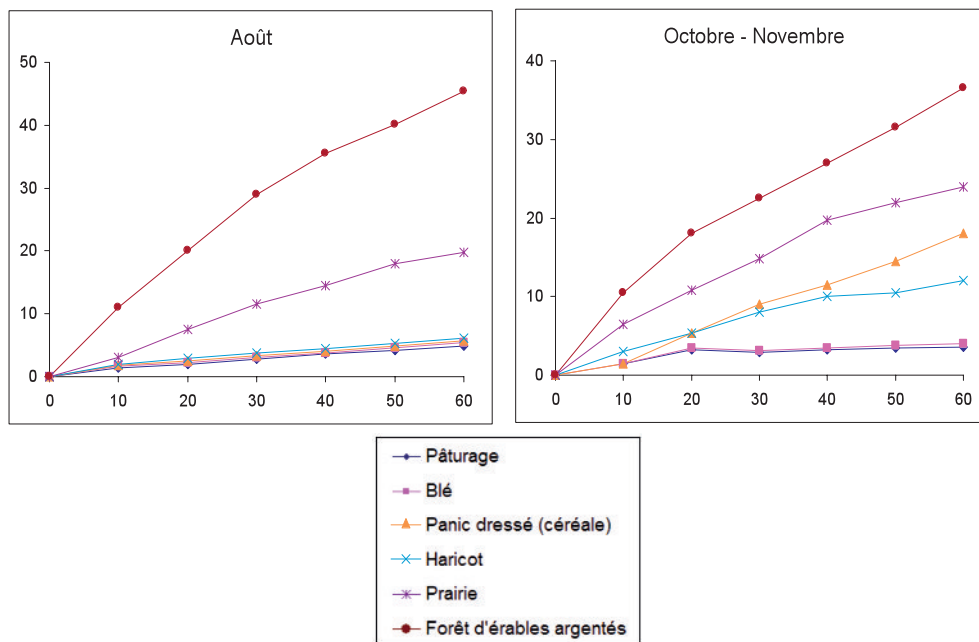 Août
50
40
30
20
10
0
0 10 20 30 40 50 60
Octobre - Novembre
40
30
20
10
0
0 10 20 30 40 50 60
Pâturage
Blé
Panic dressé (céréale)
Haricot
Prairie
Forêt d'érables argentés